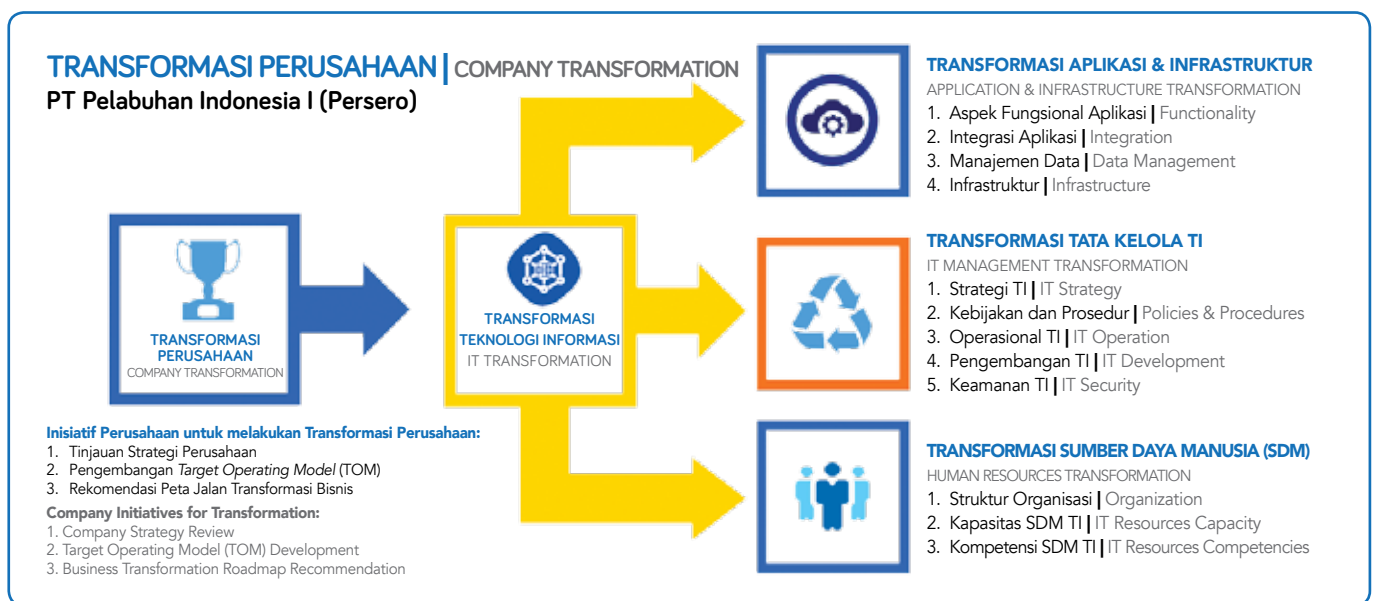 TRANSFORMASI PERUSAHAAN | COMPANY TRANSFORMATION
PT Pelabuhan Indonesia I (Persero)
TRANSFORMASI
PERUSAHAAN
COMPANY TRANSFORMATION
Inisiatif Perusahaan untuk melakukan Transformasi Perusahaan:
1. Tinjauan Strategi Perusahaan
2. Pengembangan Target Operating Model (TOM)
3. Rekomendasi Peta Jalan Transformasi Bisnis
Company Initiatives for Transformation:
1. Company Strategy Review
2. Target Operating Model (TOM) Development
3. Business Transformation Roadmap Recommendation
TRANSFORMASI
TEKNOLOGI INFORMASI
IT TRANSFORMATION
TRANSFORMASI APLIKASI & INFRASTRUKTUR
APPLICATION & INFRASTRUCTURE TRANSFORMATION
1. Aspek Fungsional Aplikasi | Functionality
2. Integrasi Aplikasi | Integration
3. Manajemen Data | Data Management
4. Infrastruktur | Infrastructure
TRANSFORMASI TATA KELOLA TI
IT MANAGEMENT TRANSFORMATION
1. Strategi TI | IT Strategy
2. Kebijakan dan Prosedur | Policies & Procedures
3. Operasional TI | IT Operation
4. Pengembangan TI | IT Development
5. Keamanan TI | IT Security
TRANSFORMASI SUMBER DAYA MANUSIA (SDM)
HUMAN RESOURCES TRANSFORMATION
1. Struktur Organisasi | Organization
2. Kapasitas SDM TI | IT Resources Capacity
3. Kompetensi SDM TI | IT Resources Competencies